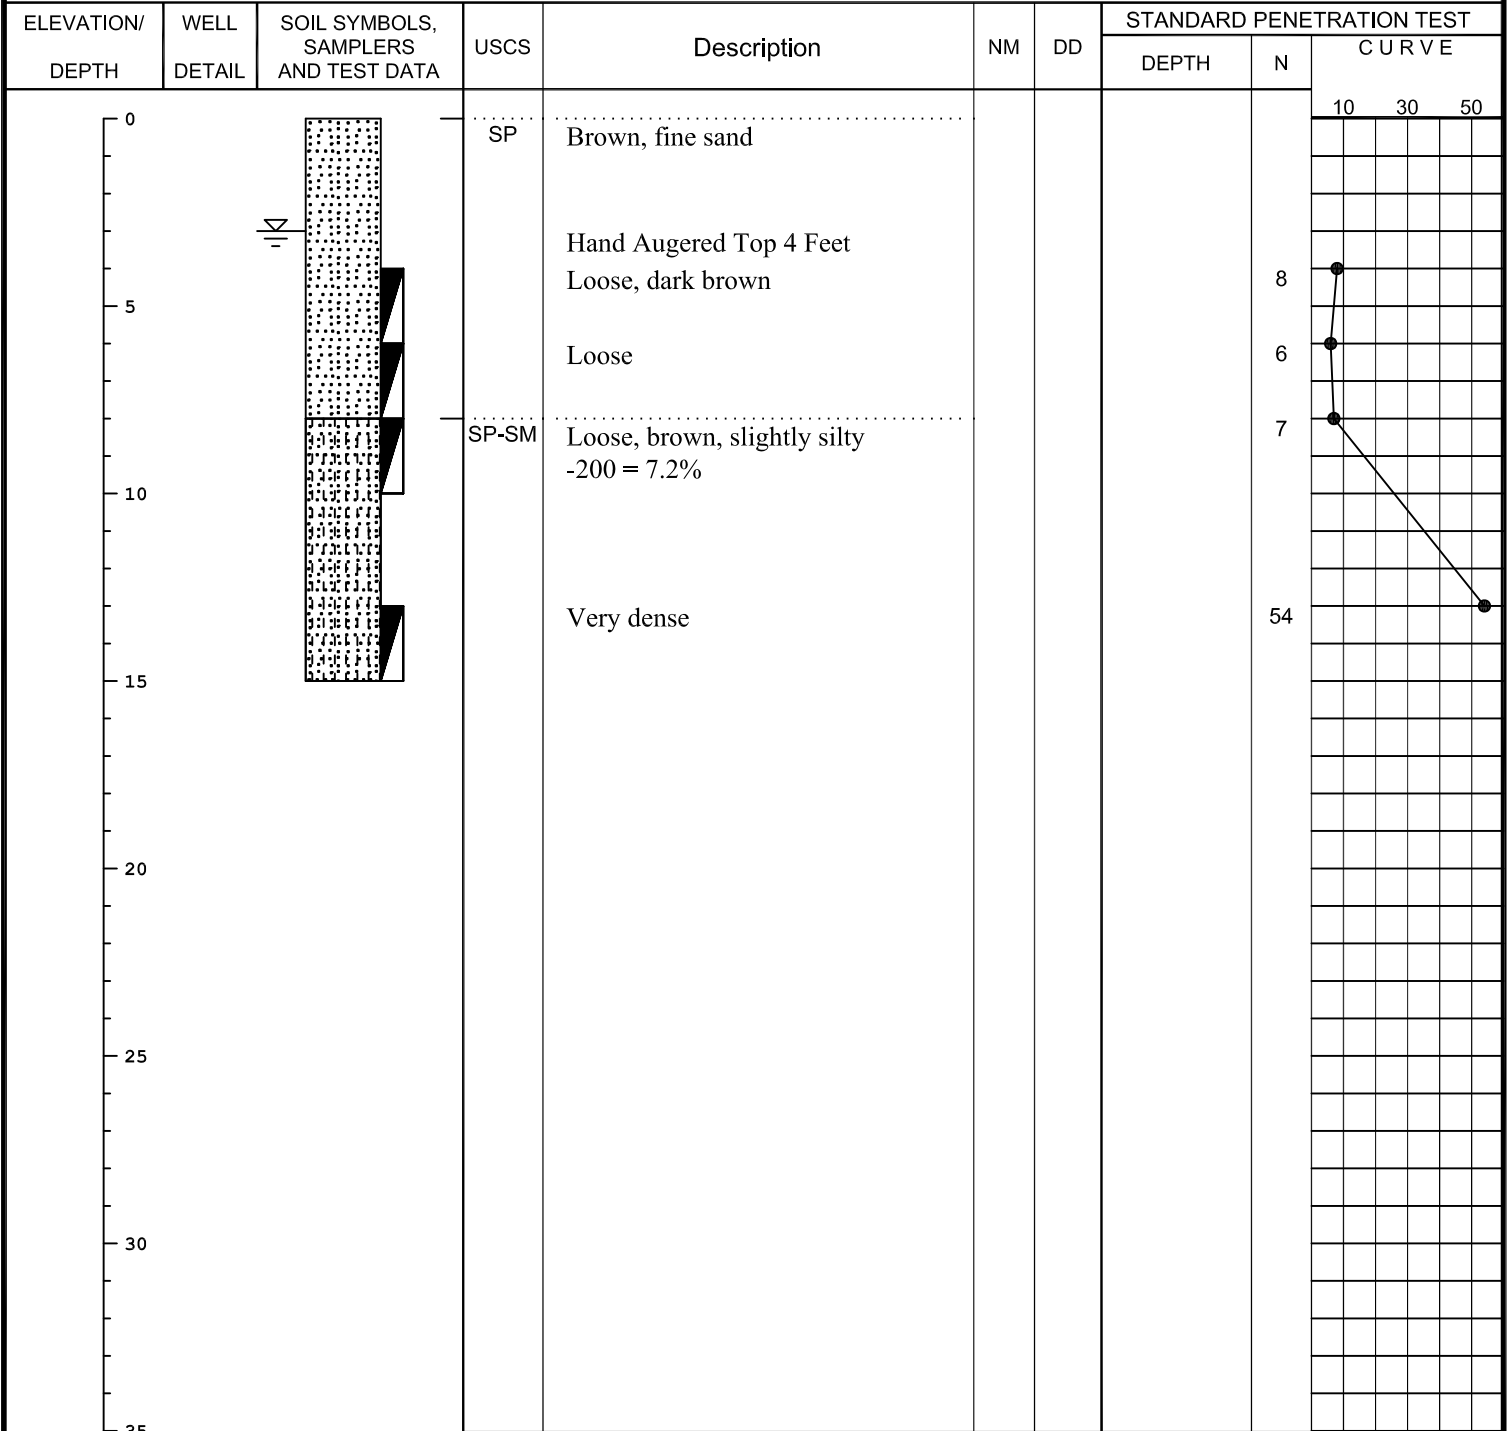 ELEVATION/
DEPTH
WELL
DETAIL
SOIL SYMBOLS,
SAMPLERS
AND TEST DATA
USCS
Description
NM
DD
STANDARD PENETRATION TEST
DEPTH
N
CURVE
10 30 50
0
SP
Brown, fine sand
Hand Augered Top 4 Feet
Loose, dark brown
8
5
Loose
6
SP-SM
Loose, brown, slightly silty
7
-200 = 7.2%
10
Very dense
54
15
20
25
30
35